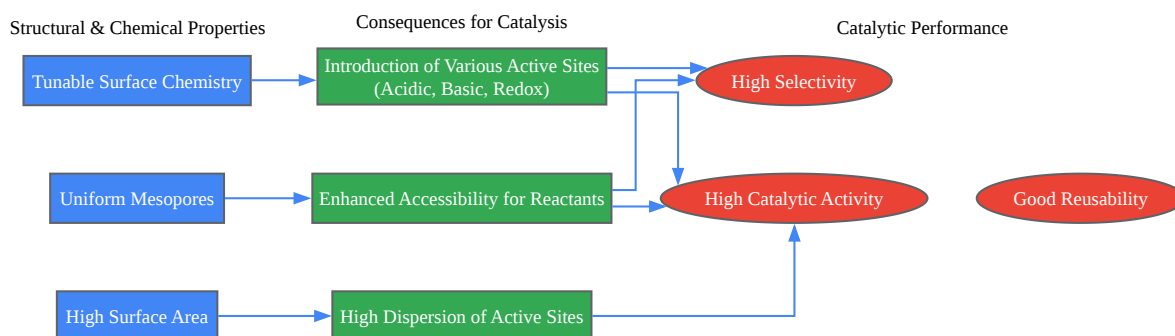 Structural & Chemical Properties
Consequences for Catalysis
Catalytic Performance
Tunable Surface Chemistry
Introduction of Various Active Sites
(Acidic, Basic, Redox)
High Selectivity
Uniform Mesopores
Enhanced Accessibility for Reactants
High Catalytic Activity
Good Reusability
High Surface Area
High Dispersion of Active Sites